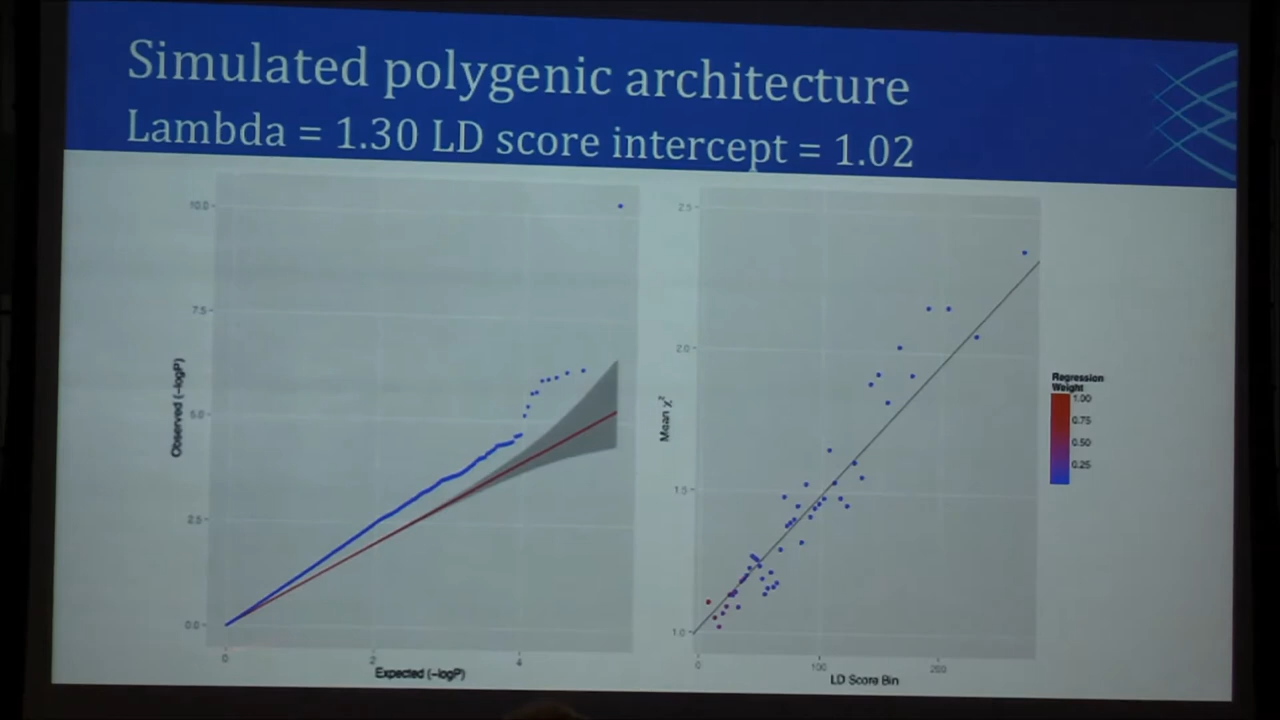 Simulated polygenic architecture
Lambda = 1.30 LD score intercept = 1.02
10.0
7.5
5.0
2.5
0.0
Observed (−logP)
0
2
4
Expected (−logP)
2.5
2.0
1.5
1.0
Mean χ²
0
100
200
LD Score Bin
Regression
Weight
1.00
0.75
0.50
0.25